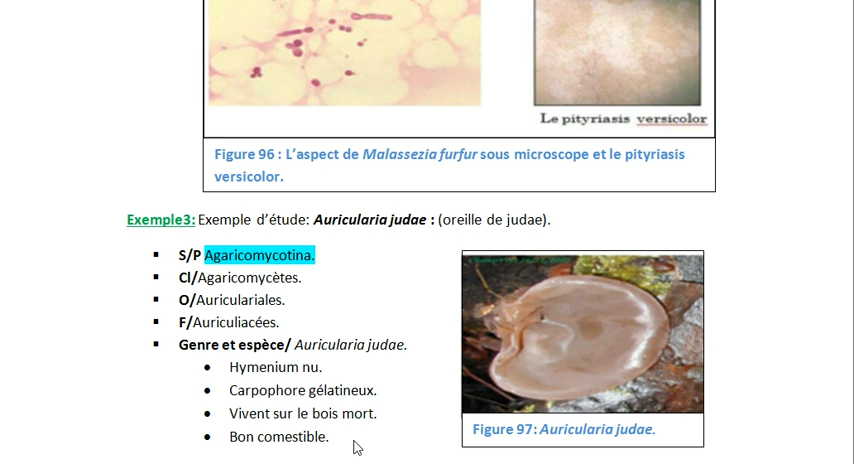 Le pityriasis versicolor
Figure 96 : L’aspect de Malassezia furfur sous microscope et le pityriasis
versicolor.
Exemple3: Exemple d’étude: Auricularia judae : (oreille de judae).
S/P Agaricomycotina.
Cl/Agaricomycètes.
O/Auriculariales.
F/Auriculiacées.
Genre et espèce/ Auricularia judae.
Hymenium nu.
Carpophore gélatineux.
Vivent sur le bois mort.
Bon comestible.
Figure 97: Auricularia judae.